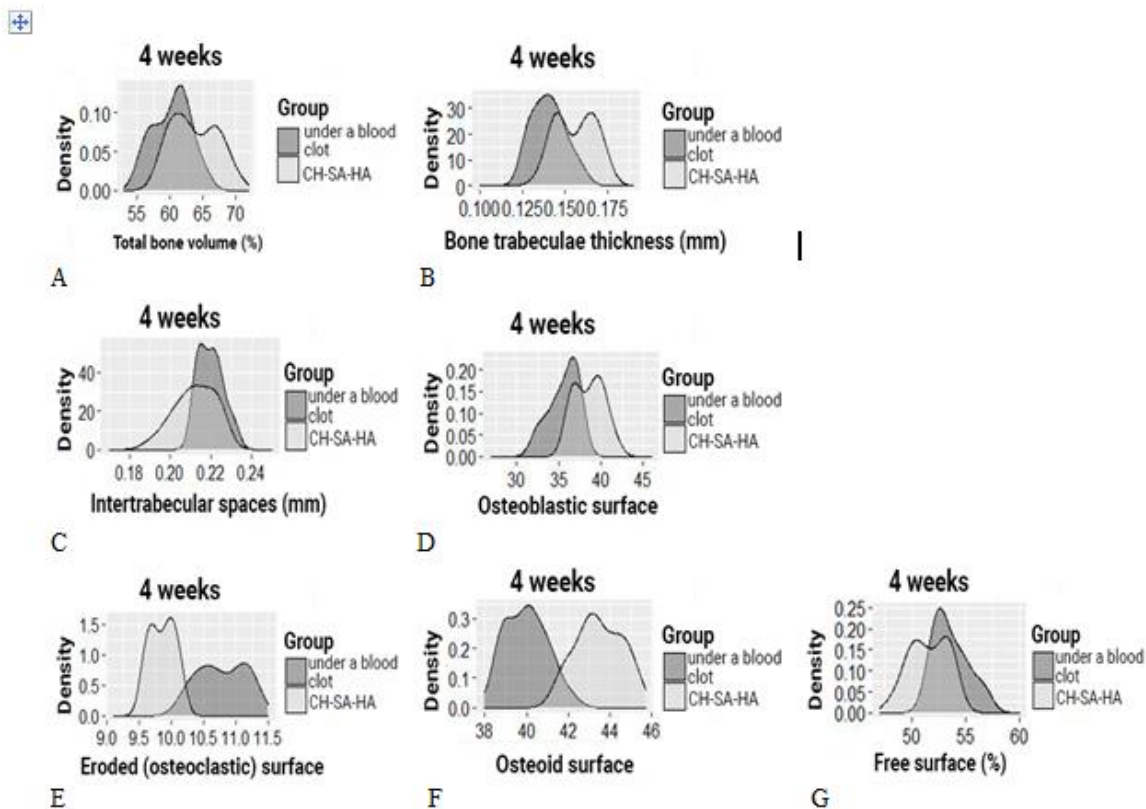 4 weeks
Density
0.10
0.05
0.00
55 60 65 70
Total bone volume (%)
Group
under a blood
clot
CH-SA-HA
A
4 weeks
Density
30
20
10
0
0.100 0.125 0.150 0.175
Bone trabeculae thickness (mm)
Group
under a blood
clot
CH-SA-HA
B
4 weeks
Density
40
20
0
0.18 0.20 0.22 0.24
Intertrabecular spaces (mm)
Group
under a blood
clot
CH-SA-HA
C
4 weeks
Density
0.20
0.15
0.10
0.05
0.00
30 35 40 45
Osteoblastic surface
Group
under a blood
clot
CH-SA-HA
D
4 weeks
Density
1.5
1.0
0.5
0.0
9.0 9.5 10.0 10.5 11.0 11.5
Eroded (osteoclastic) surface
Group
under a blood
clot
CH-SA-HA
E
4 weeks
Density
0.3
0.2
0.1
0.0
38 40 42 44 46
Osteoid surface
Group
under a blood
clot
CH-SA-HA
F
4 weeks
Density
0.25
0.20
0.15
0.10
0.05
0.00
50 55 60
Free surface (%)
Group
under a blood
clot
CH-SA-HA
G